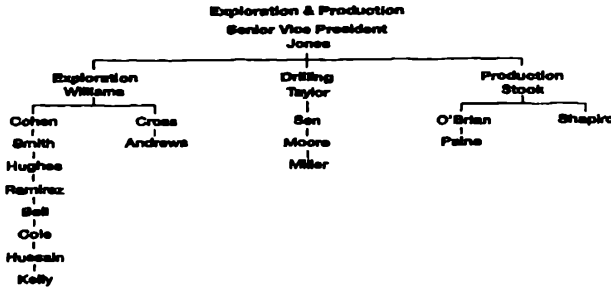 Exploration & Production
Senior Vice President
Jones
Exploration Drilling Production
Williams Taylor Stock
Cohen Cross Sen O'Brian Shapiro
Smith Andrews Moore Paine
Hughes Miller
Ramirez
Bell
Cole
Hussain
Kelly